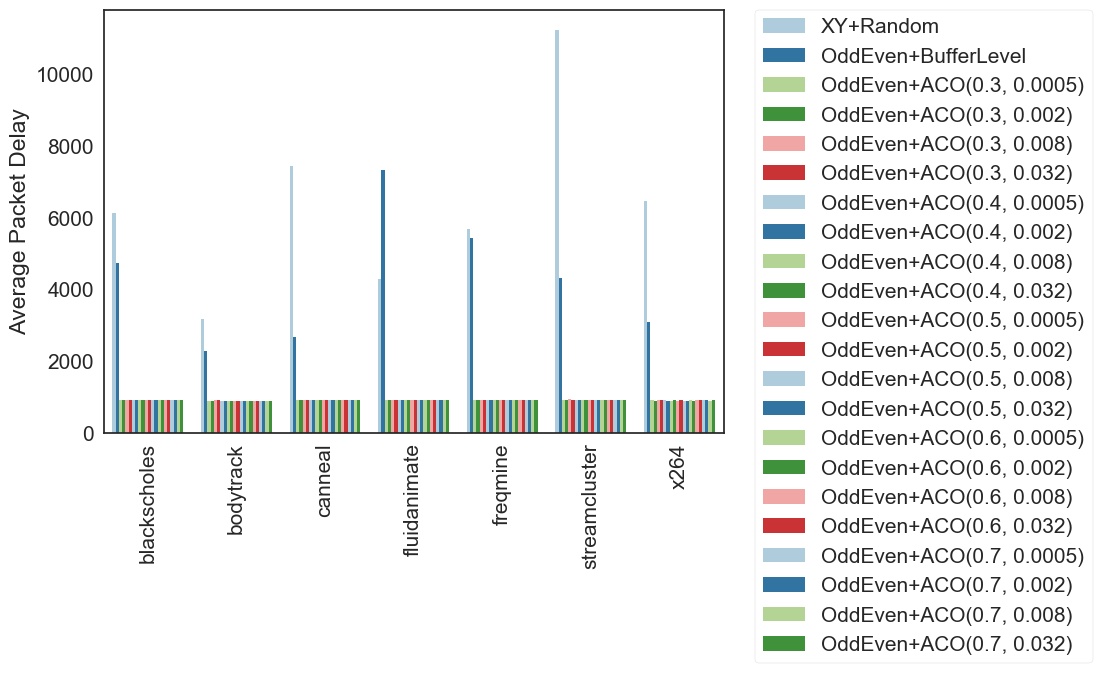 Average Packet Delay
10000
8000
6000
4000
2000
0
blackscholes
bodytrack
canneal
fluidanimate
freqmine
streamcluster
x264
XY+Random
OddEven+BufferLevel
OddEven+ACO(0.3, 0.0005)
OddEven+ACO(0.3, 0.002)
OddEven+ACO(0.3, 0.008)
OddEven+ACO(0.3, 0.032)
OddEven+ACO(0.4, 0.0005)
OddEven+ACO(0.4, 0.002)
OddEven+ACO(0.4, 0.008)
OddEven+ACO(0.4, 0.032)
OddEven+ACO(0.5, 0.0005)
OddEven+ACO(0.5, 0.002)
OddEven+ACO(0.5, 0.008)
OddEven+ACO(0.5, 0.032)
OddEven+ACO(0.6, 0.0005)
OddEven+ACO(0.6, 0.002)
OddEven+ACO(0.6, 0.008)
OddEven+ACO(0.6, 0.032)
OddEven+ACO(0.7, 0.0005)
OddEven+ACO(0.7, 0.002)
OddEven+ACO(0.7, 0.008)
OddEven+ACO(0.7, 0.032)